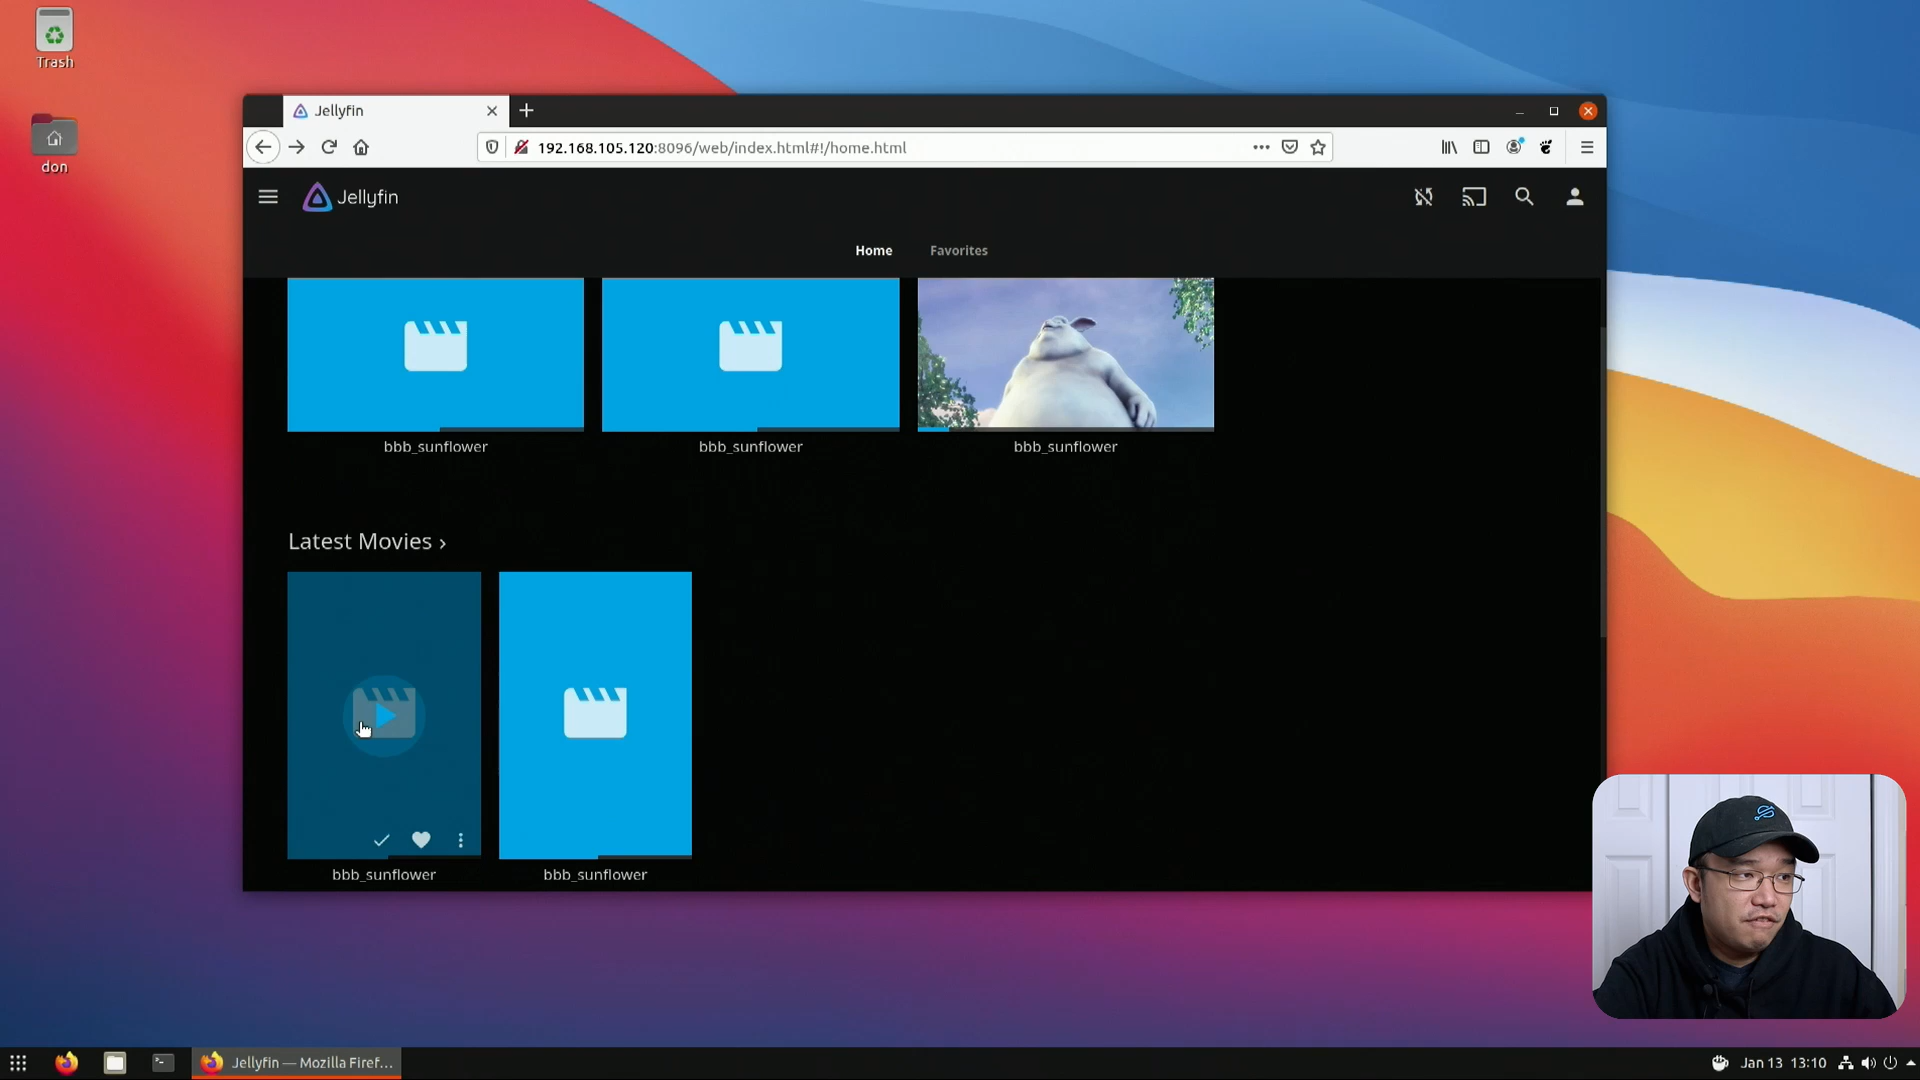 Trash
don
Jellyfin
192.168.105.120:8096/web/index.html#!/home.html
Jellyfin
Home
Favorites
bbb_sunflower
bbb_sunflower
bbb_sunflower
Latest Movies
bbb_sunflower
bbb_sunflower
Jellyfin — Mozilla Firef...
Jan 13 13:10